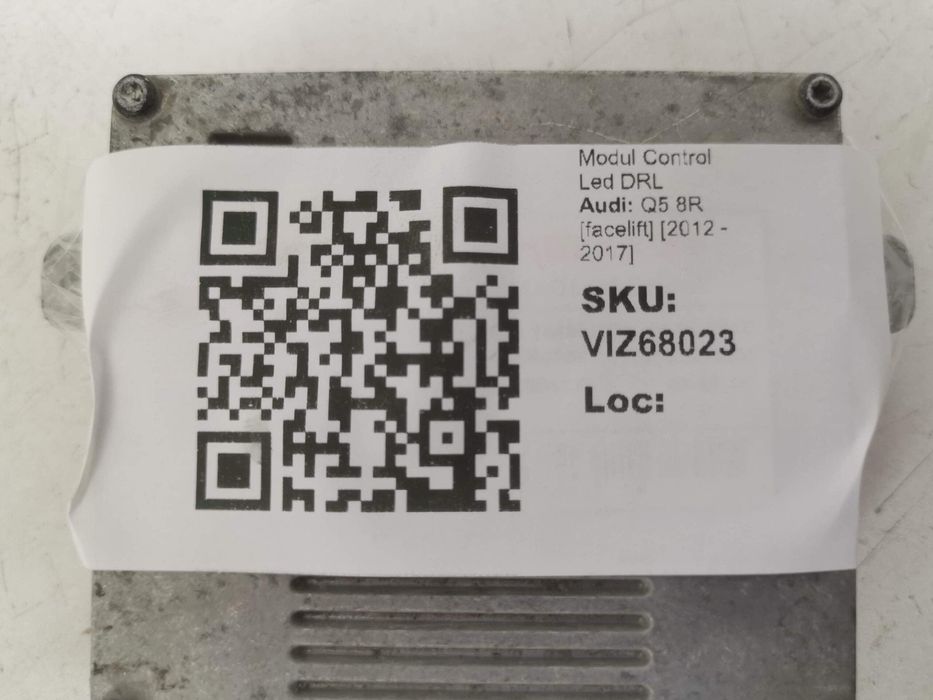 Modul Control
Led DRL
Audi: Q5 8R
[facelift] [2012 -
2017]
SKU:
VIZ68023
Loc: